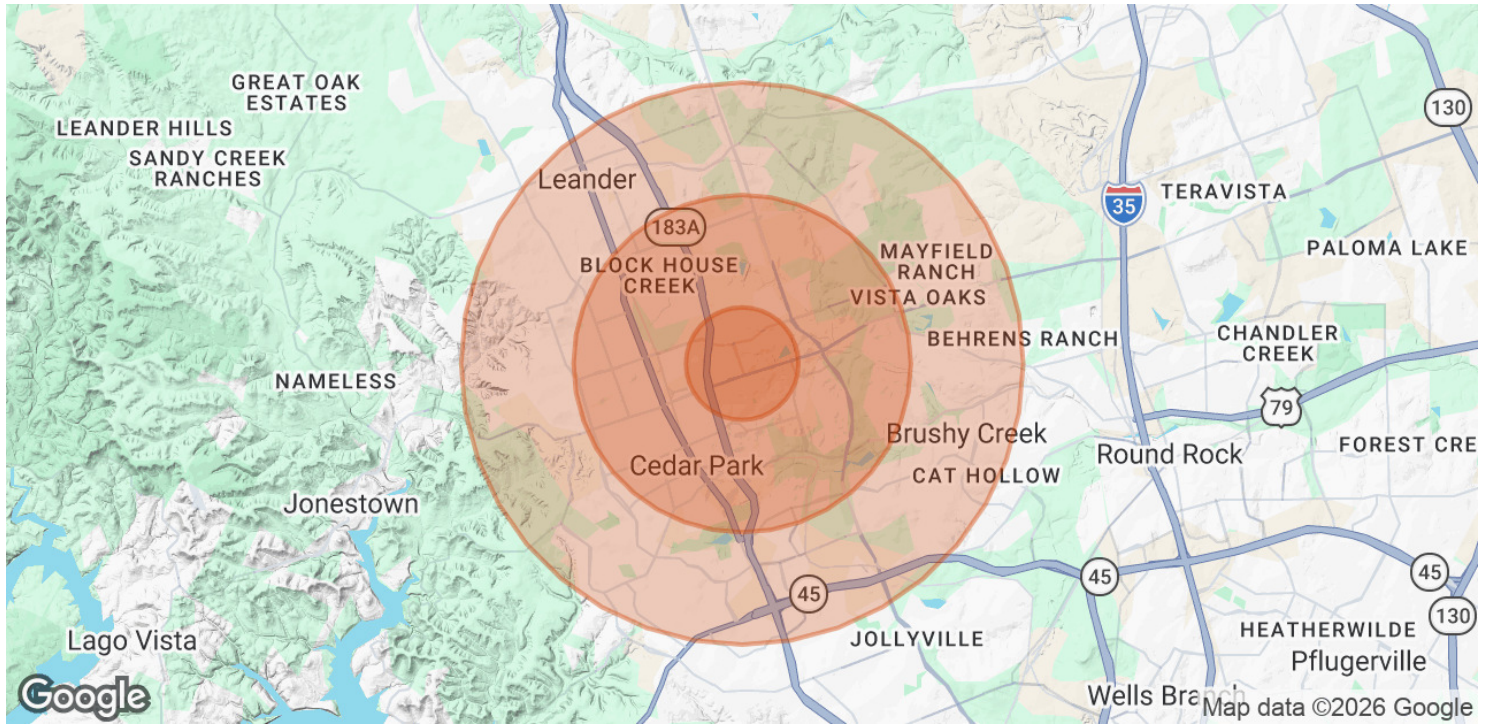 GREAT OAK
ESTATES
130
LEANDER HILLS
SANDY CREEK
RANCHES
Leander
TERAVISTA
35
183A
MAYFIELD
RANCH
PALOMA LAKE
BLOCK HOUSE
CREEK
VISTA OAKS
BEHRENS RANCH
CHANDLER
CREEK
NAMELESS
79
Brushy Creek
FOREST CRE
Round Rock
Cedar Park
CAT HOLLOW
Jonestown
45
45
45
130
Lago Vista
JOLLYVILLE
HEATHERWILDE
Pflugerville
Google
Wells Branch
Map data ©2026 Google